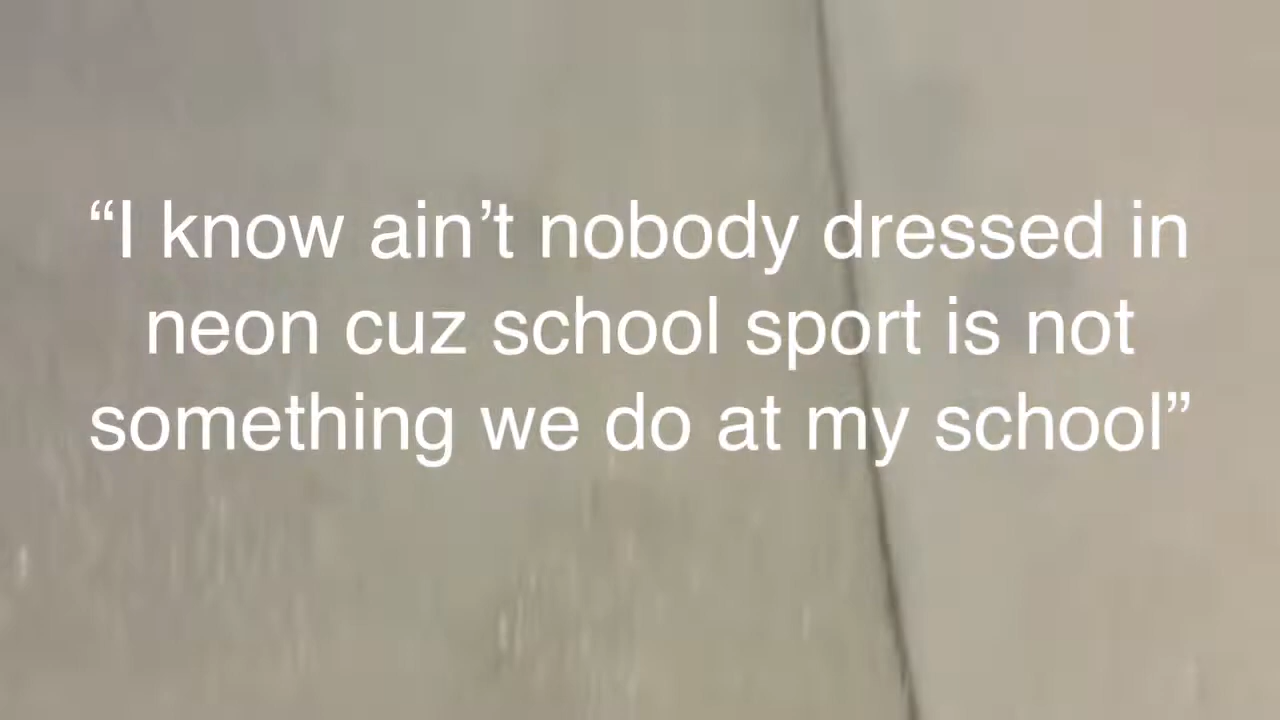 “I know ain’t nobody dressed in
neon cuz school sport is not
something we do at my school”